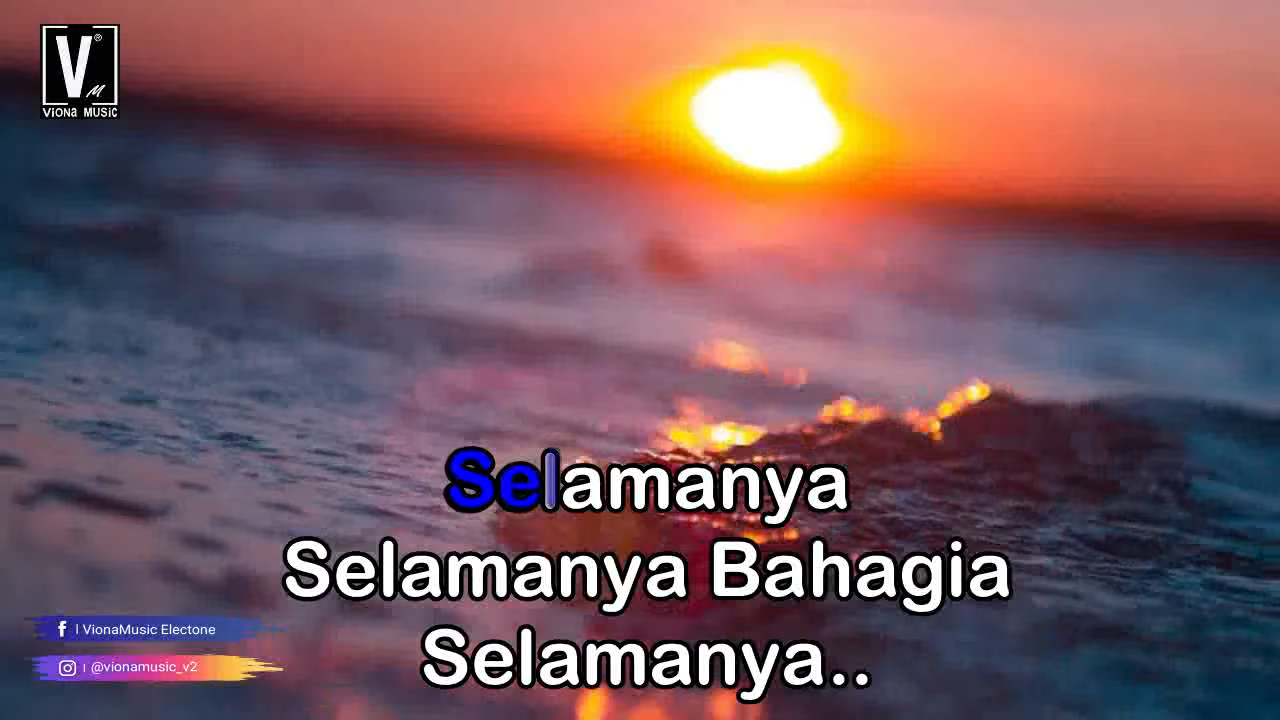 V®
M
ViONa MUSiC
Selamanya
Selamanya Bahagia
Selamanya..
f | VionaMusic Electone
| @vionamusic_v2